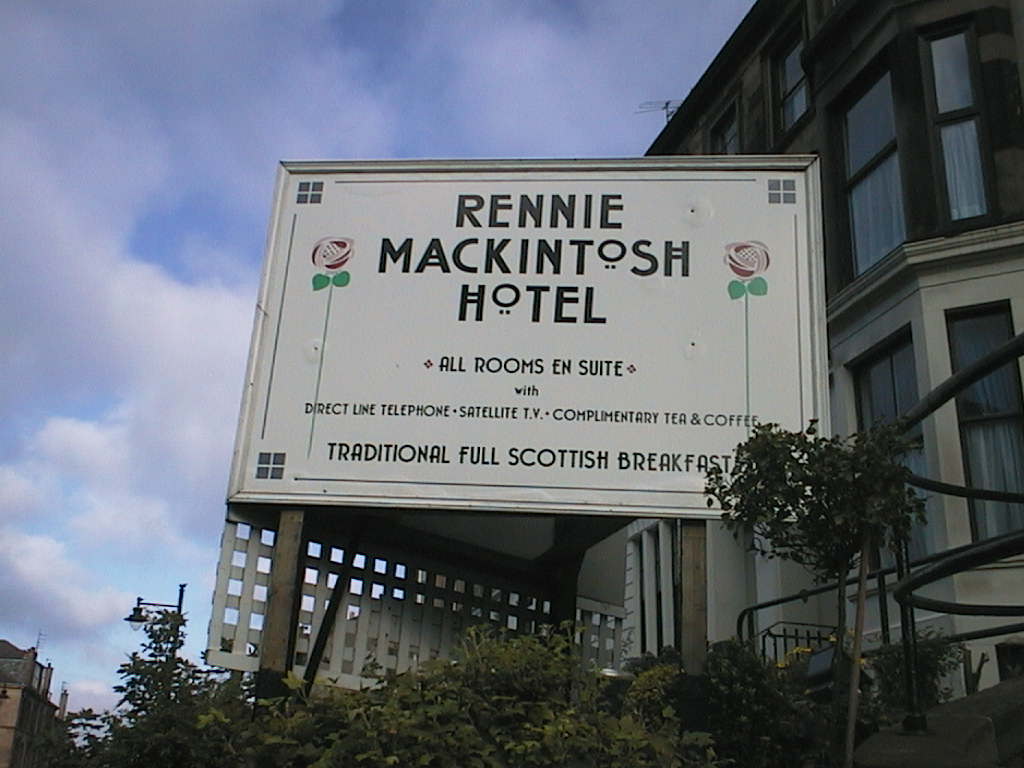 RENNIE
MACKINTOSH
HOTEL
ALL ROOMS EN SUITE
with
DIRECT LINE TELEPHONE • SATELLITE T.V. • COMPLIMENTARY TEA & COFFEE
TRADITIONAL FULL SCOTTISH BREAKFAST